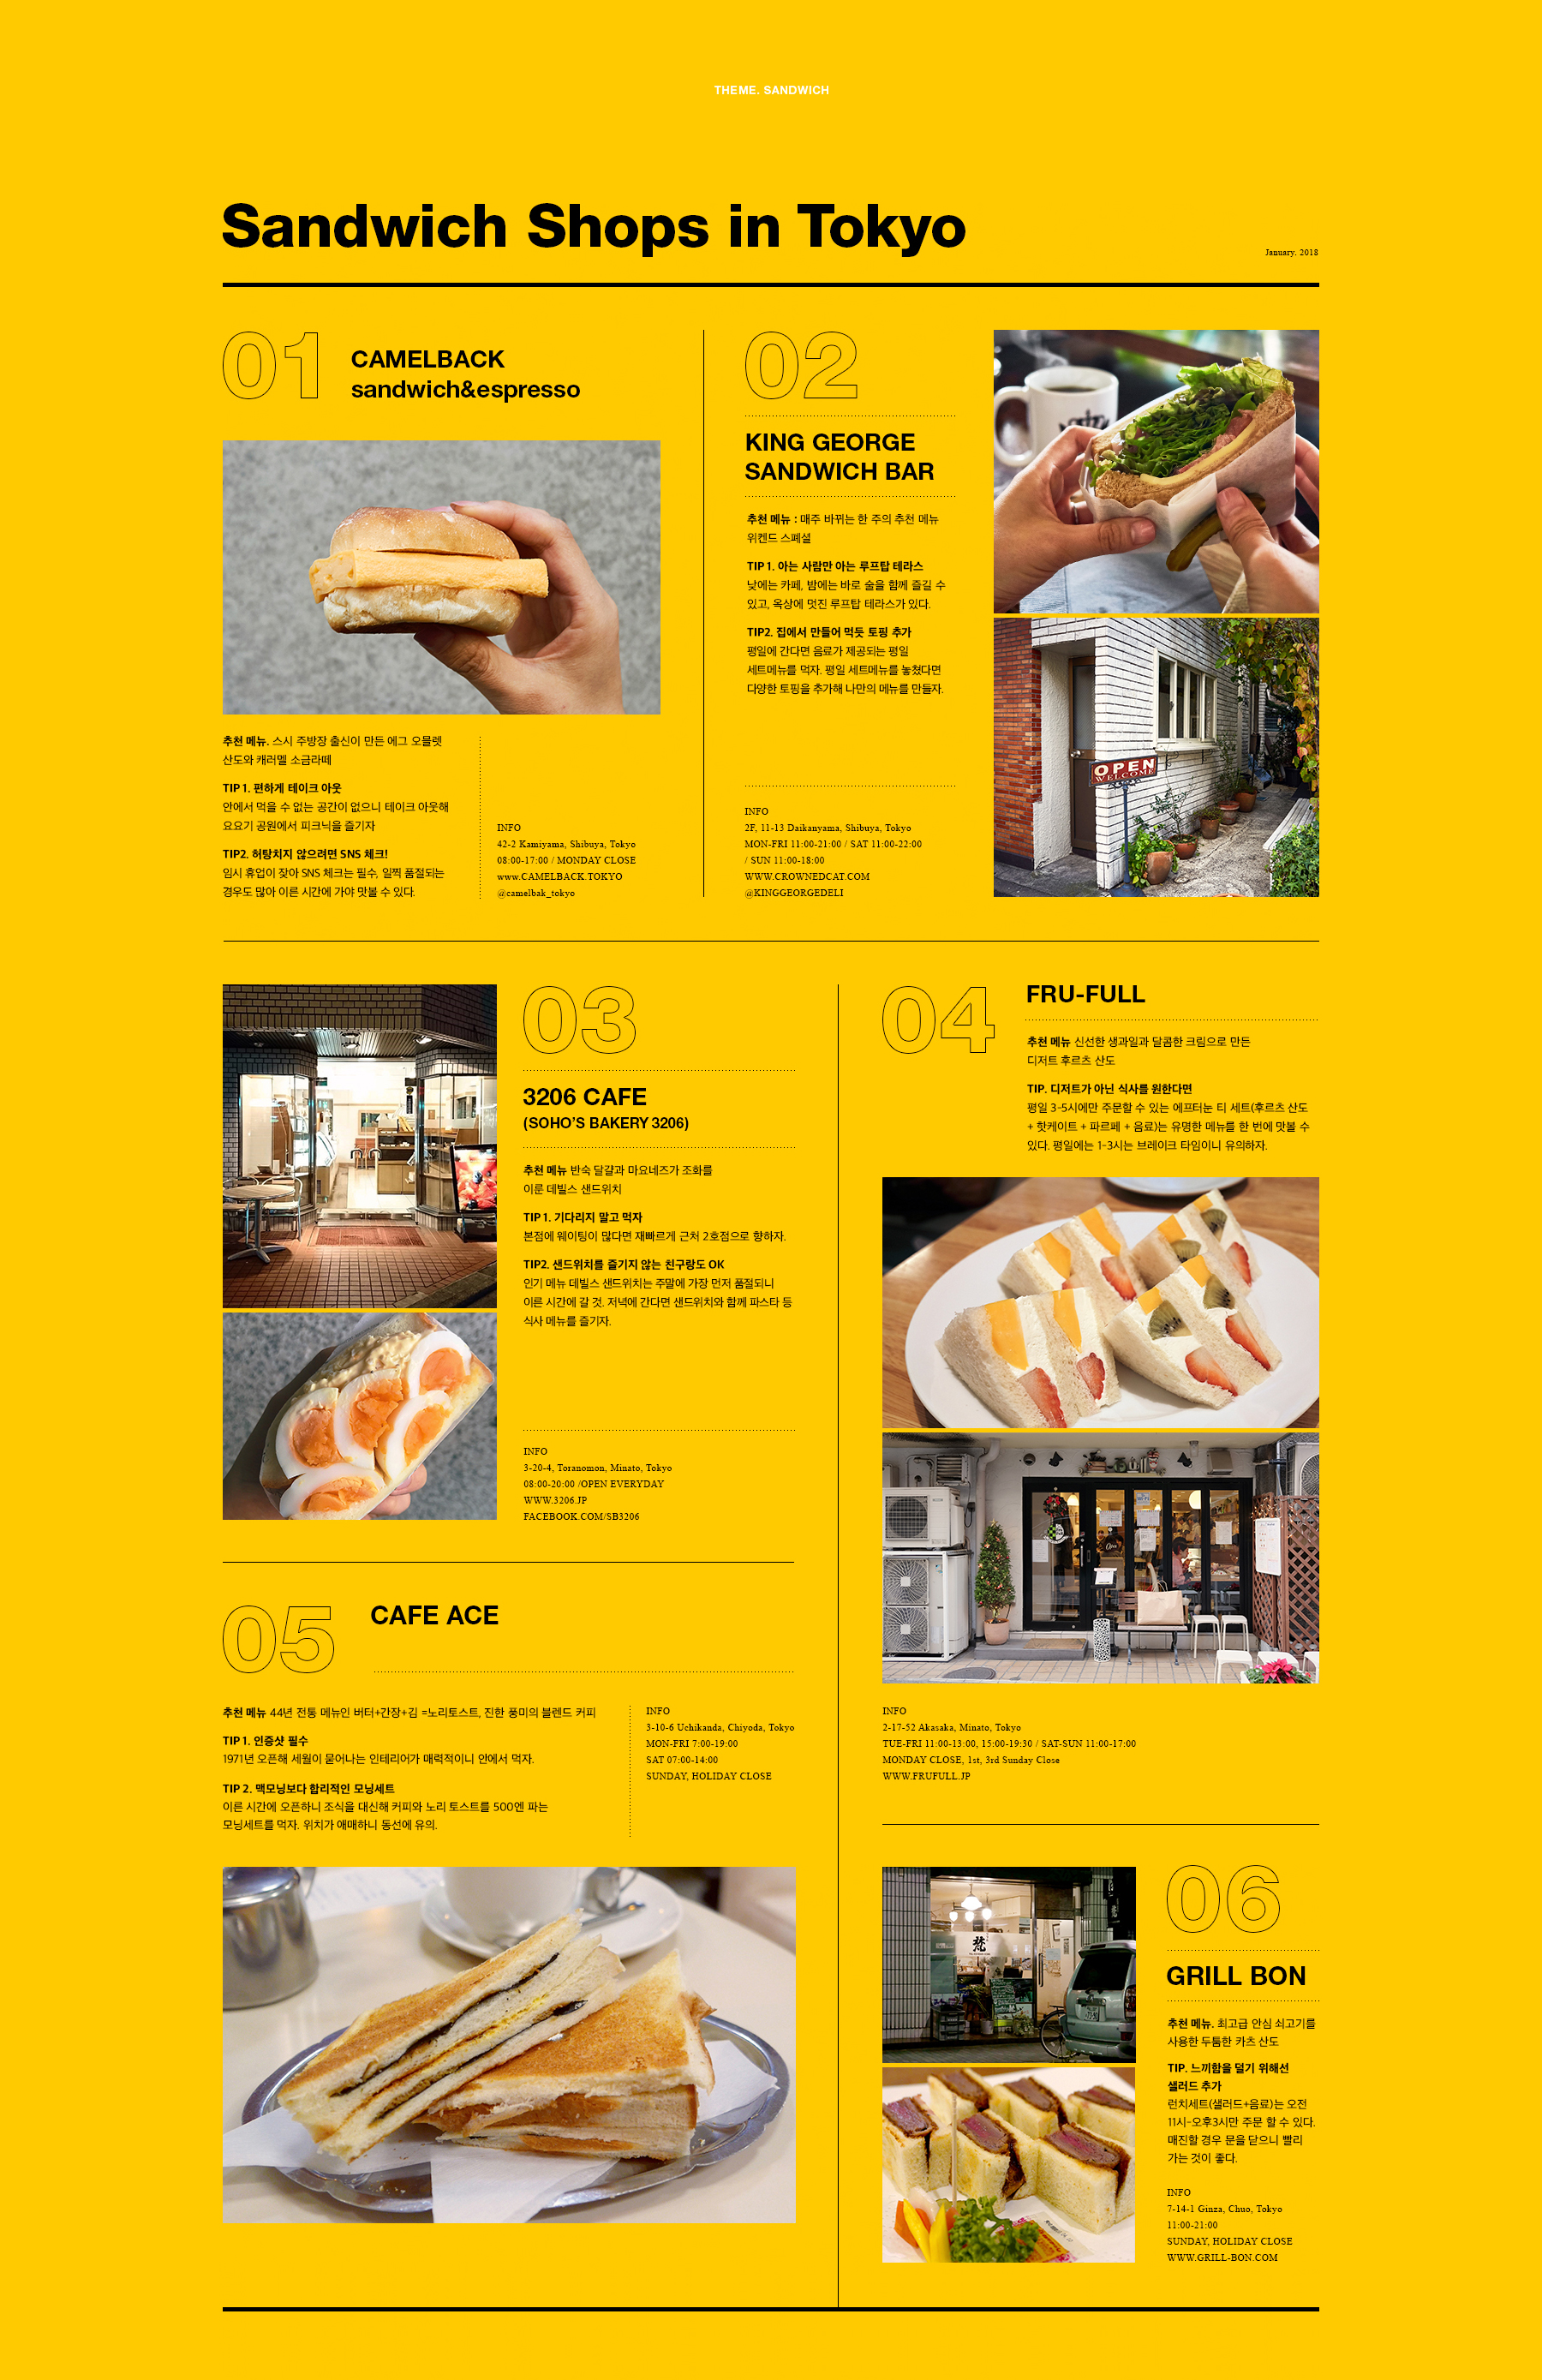 THEME. SANDWICH
Sandwich Shops in Tokyo
January. 2018
01
CAMELBACK
sandwich&espresso
추천 메뉴. 스시 주방장 출신이 만든 에그 오믈렛
산도와 캐러멜 소금라떼
TIP 1. 편하게 테이크 아웃
안에서 먹을 수 없는 공간이 없으니 테이크 아웃해
요요기 공원에서 피크닉을 즐기자
TIP2. 허탕치지 않으려면 SNS 체크!
임시 휴업이 잦아 SNS 체크는 필수, 일찍 품절되는
경우도 많아 이른 시간에 가야 맛볼 수 있다.
INFO
42-2 Kamiyama, Shibuya, Tokyo
08:00-17:00 / MONDAY CLOSE
www.CAMELBACK.TOKYO
@camelbak_tokyo
02
KING GEORGE
SANDWICH BAR
추천 메뉴 : 매주 바뀌는 한 주의 추천 메뉴
위켄드 스폐셜
TIP 1. 아는 사람만 아는 루프탑 테라스
낮에는 카페, 밤에는 바로 술을 함께 즐길 수
있고, 옥상에 멋진 루프탑 테라스가 있다.
TIP2. 집에서 만들어 먹듯 토핑 추가
평일에 간다면 음료가 제공되는 평일
세트메뉴를 먹자. 평일 세트메뉴를 놓쳤다면
다양한 토핑을 추가해 나만의 메뉴를 만들자.
INFO
2F, 11-13 Daikanyama, Shibuya, Tokyo
MON-FRI 11:00-21:00 / SAT 11:00-22:00
/ SUN 11:00-18:00
WWW.CROWNEDCAT.COM
@KINGGEORGEDELI
OPEN
WELCOME
03
3206 CAFE
(SOHO'S BAKERY 3206)
추천 메뉴 반숙 달걀과 마요네즈가 조화를
이룬 데빌스 샌드위치
TIP 1. 기다리지 말고 먹자
본점에 웨이팅이 많다면 재빠르게 근처 2호점으로 향하자.
TIP2. 샌드위치를 즐기지 않는 친구랑도 OK
인기 메뉴 데빌스 샌드위치는 주말에 가장 먼저 품절되니
이른 시간에 갈 것. 저녁에 간다면 샌드위치와 함께 파스타 등
식사 메뉴를 즐기자.
INFO
3-20-4, Toranomon, Minato, Tokyo
08:00-20:00 /OPEN EVERYDAY
WWW.3206.JP
FACEBOOK.COM/SB3206
04
FRU-FULL
추천 메뉴 신선한 생과일과 달콤한 크림으로 만든
디저트 후르츠 산도
TIP. 디저트가 아닌 식사를 원한다면
평일 3-5시에만 주문할 수 있는 에프터눈 티 세트(후르츠 산도
+ 핫케이트 + 파르페 + 음료)는 유명한 메뉴를 한 번에 맛볼 수
있다. 평일에는 1-3시는 브레이크 타임이니 유의하자.
INFO
2-17-52 Akasaka, Minato, Tokyo
TUE-FRI 11:00-13:00, 15:00-19:30 / SAT-SUN 11:00-17:00
MONDAY CLOSE, 1st, 3rd Sunday Close
WWW.FRUFULL.JP
05
CAFE ACE
추천 메뉴 44년 전통 메뉴인 버터+간장+김 =노리토스트, 진한 풍미의 블렌드 커피
TIP 1. 인증샷 필수
1971년 오픈해 세월이 묻어나는 인테리어가 매력적이니 안에서 먹자.
TIP 2. 맥모닝보다 합리적인 모닝세트
이른 시간에 오픈하니 조식을 대신해 커피와 노리 토스트를 500엔 파는
모닝세트를 먹자. 위치가 애매하니 동선에 유의.
INFO
3-10-6 Uchikanda, Chiyoda, Tokyo
MON-FRI 7:00-19:00
SAT 07:00-14:00
SUNDAY, HOLIDAY CLOSE
梵
06
GRILL BON
추천 메뉴. 최고급 안심 쇠고기를
사용한 두툼한 카츠 산도
TIP. 느끼함을 덜기 위해선
샐러드 추가
런치세트(샐러드+음료)는 오전
11시-오후3시만 주문 할 수 있다.
매진할 경우 문을 닫으니 빨리
가는 것이 좋다.
INFO
7-14-1 Ginza, Chuo, Tokyo
11:00-21:00
SUNDAY, HOLIDAY CLOSE
WWW.GRILL-BON.COM